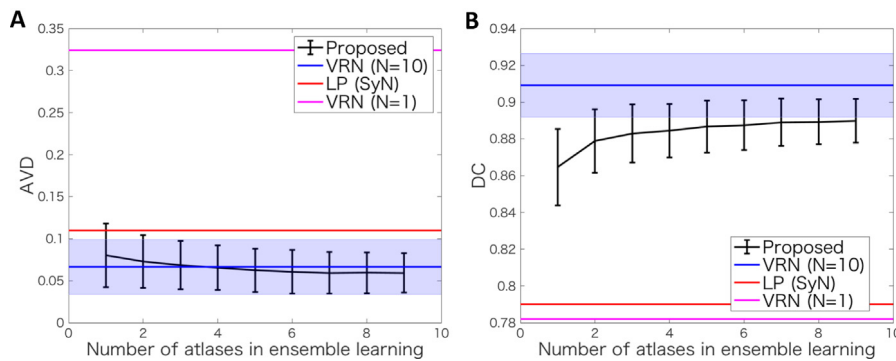 A
AVD
0.35
0.3
0.25
0.2
0.15
0.1
0.05
0
0 2 4 6 8 10
Number of atlases in ensemble learning
Proposed
VRN (N=10)
LP (SyN)
VRN (N=1)
B
DC
0.94
0.92
0.9
0.88
0.86
0.84
0.82
0.8
0.78
0 2 4 6 8 10
Number of atlases in ensemble learning
Proposed
VRN (N=10)
LP (SyN)
VRN (N=1)